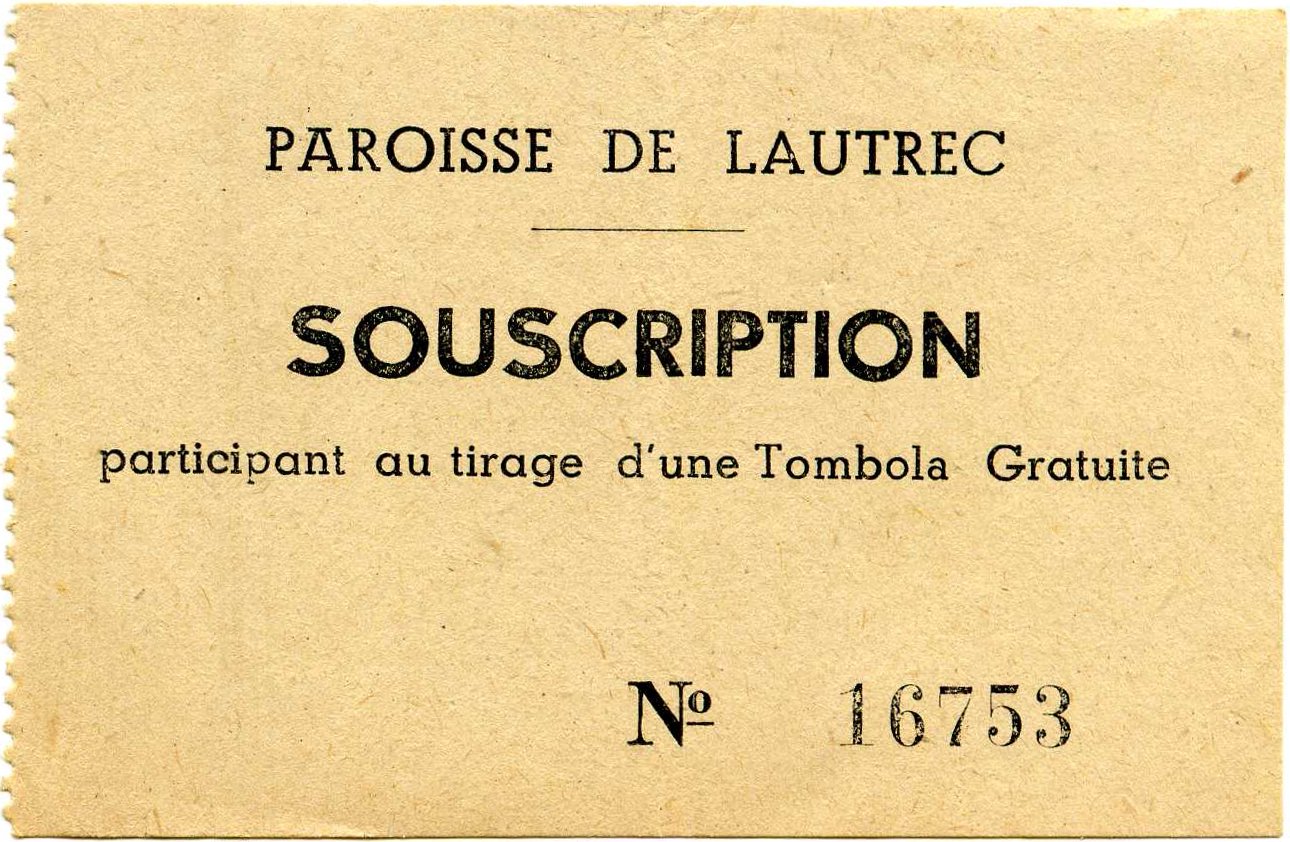 PAROISSE DE LAUTREC
SOUSCRIPTION
participant au tirage d'une Tombola Gratuite
Nº 16753